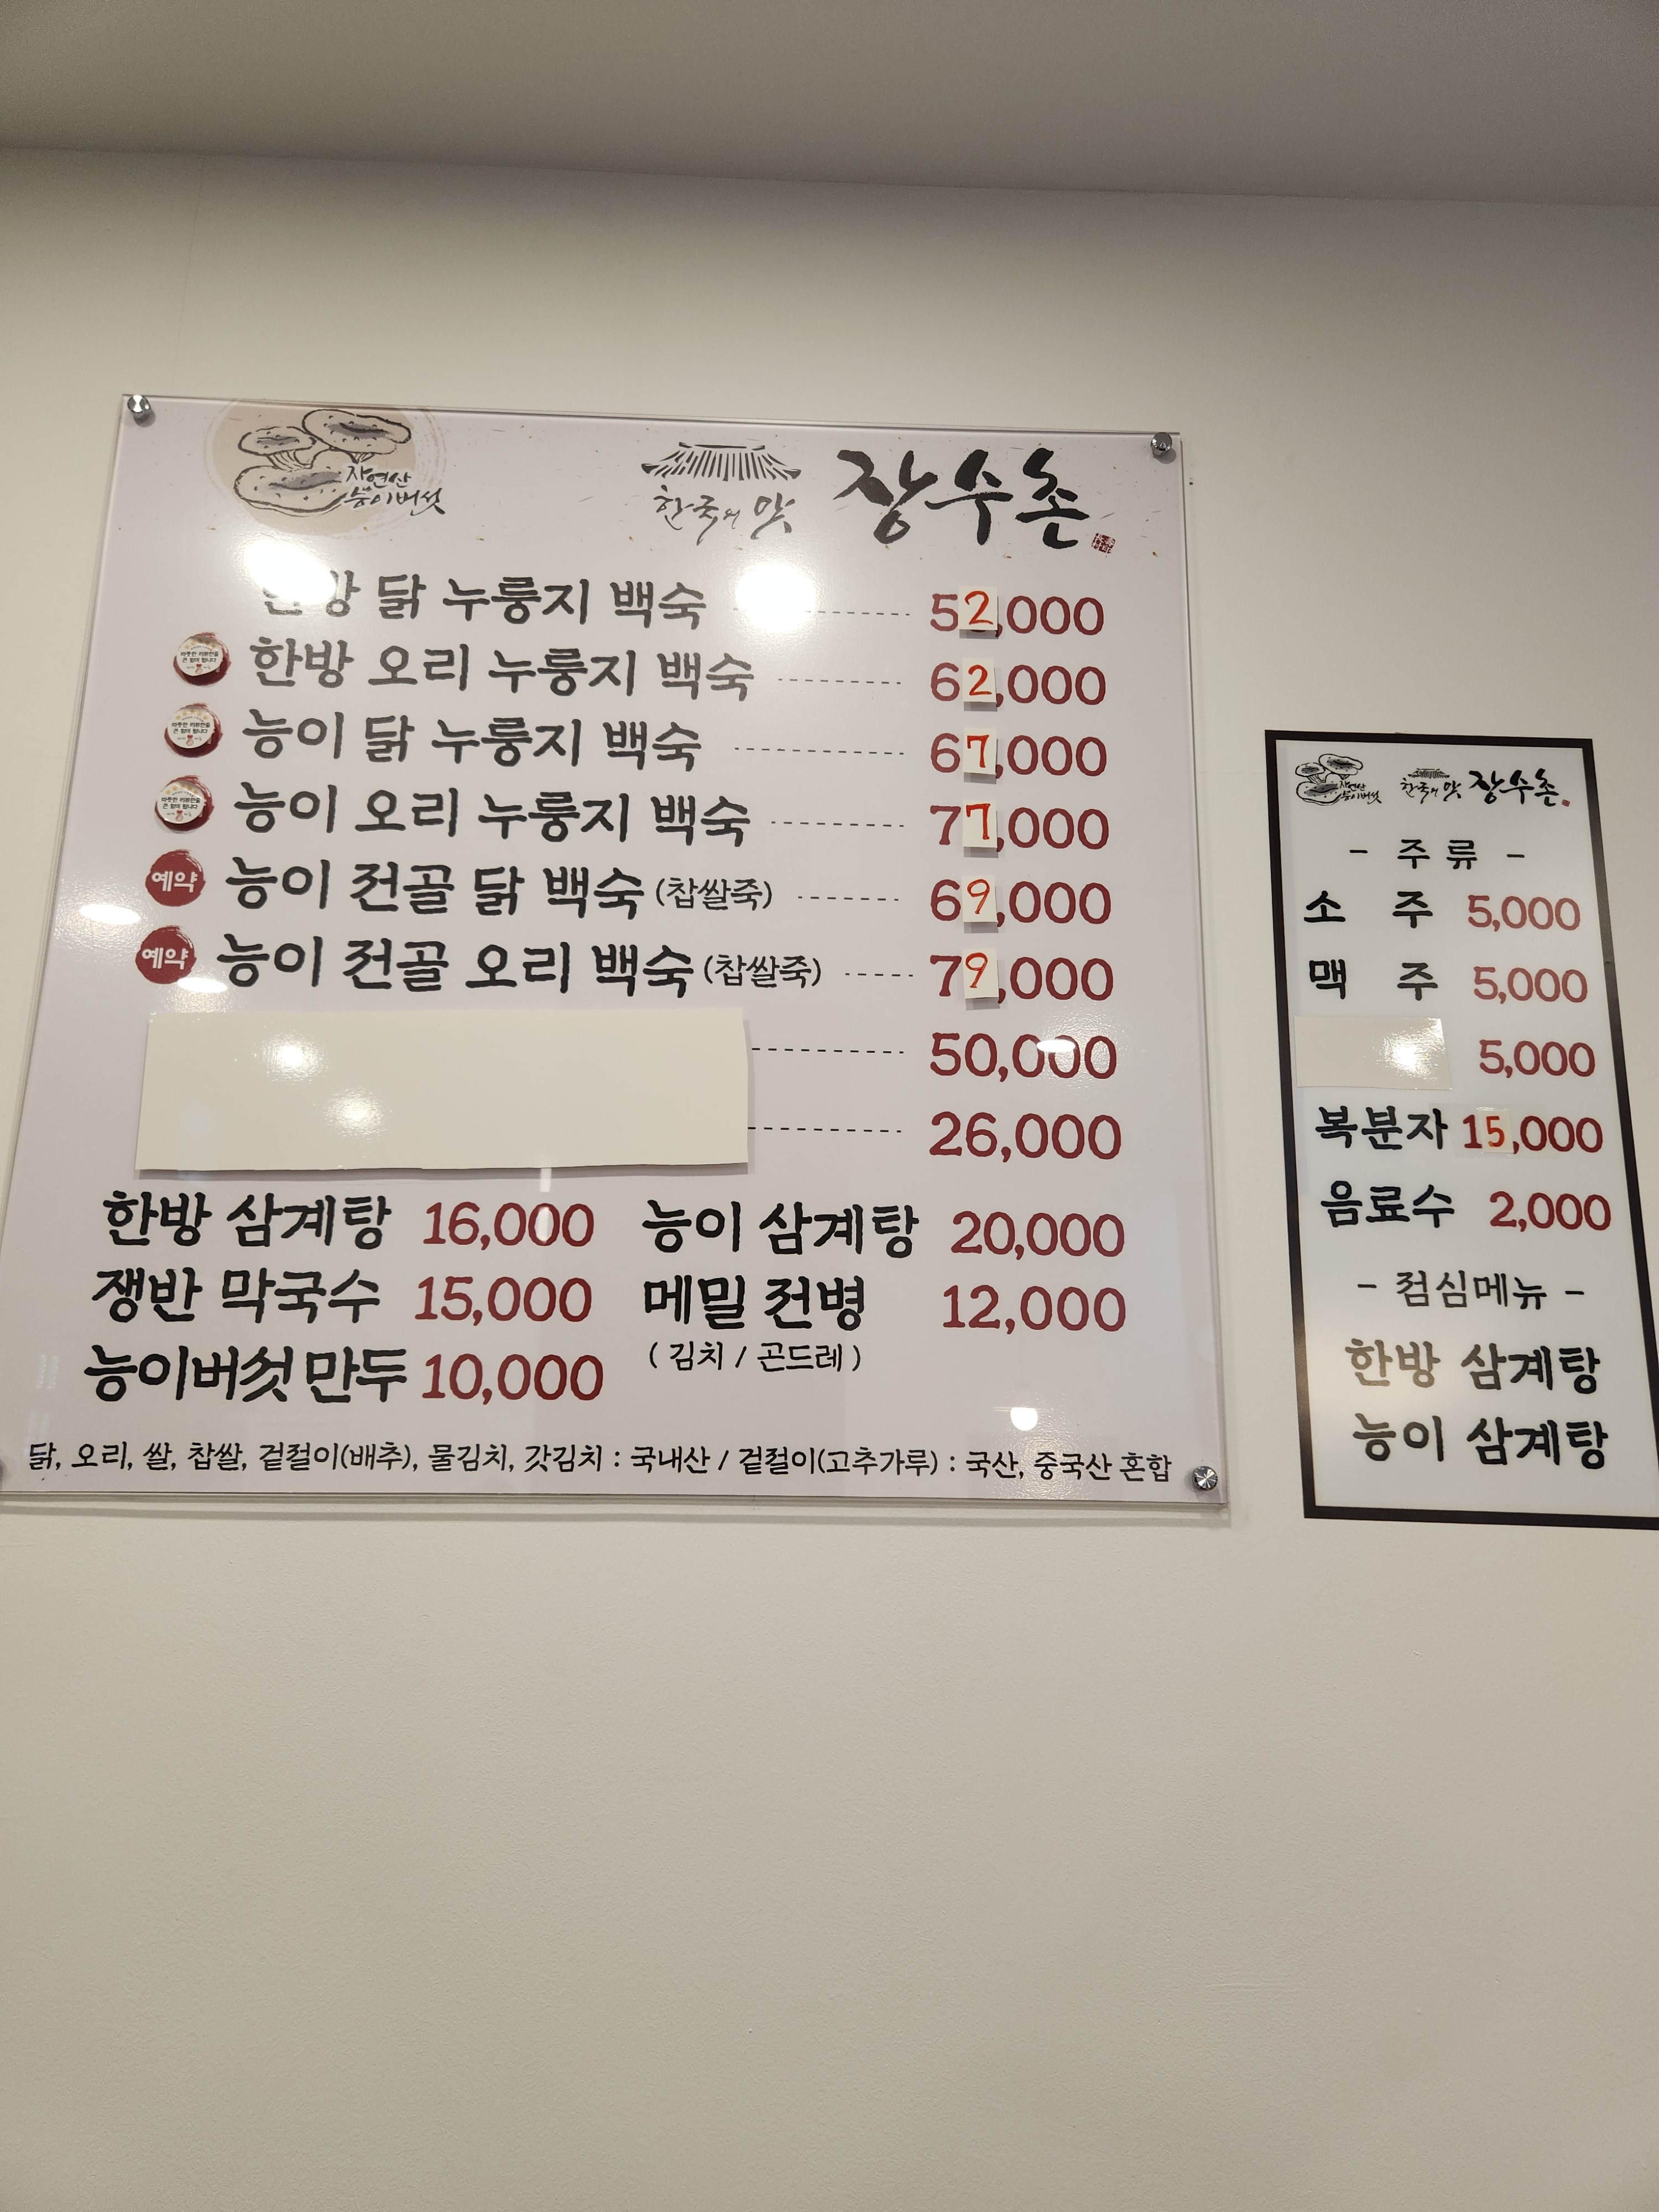 자연산
능이버섯
한국의 맛 장수촌
한방 닭 누룽지 백숙 52,000
한방 오리 누룽지 백숙 62,000
능이 닭 누룽지 백숙 67,000
능이 오리 누룽지 백숙 77,000
예약 능이 전골 닭 백숙 (찹쌀죽) 69,000
예약 능이 전골 오리 백숙 (찹쌀죽) 79,000
50,000
26,000
한방 삼계탕 16,000 능이 삼계탕 20,000
쟁반 막국수 15,000 메밀 전병 12,000
( 김치 / 곤드레 )
능이버섯 만두 10,000
닭, 오리, 쌀, 찹쌀, 겉절이(배추), 물김치, 갓김치 : 국내산 / 겉절이(고추가루) : 국산, 중국산 혼합
자연산
능이버섯
한국의 맛 장수촌
- 주류 -
소 주 5,000
맥 주 5,000
5,000
복분자 15,000
음료수 2,000
- 점심메뉴 -
한방 삼계탕
능이 삼계탕